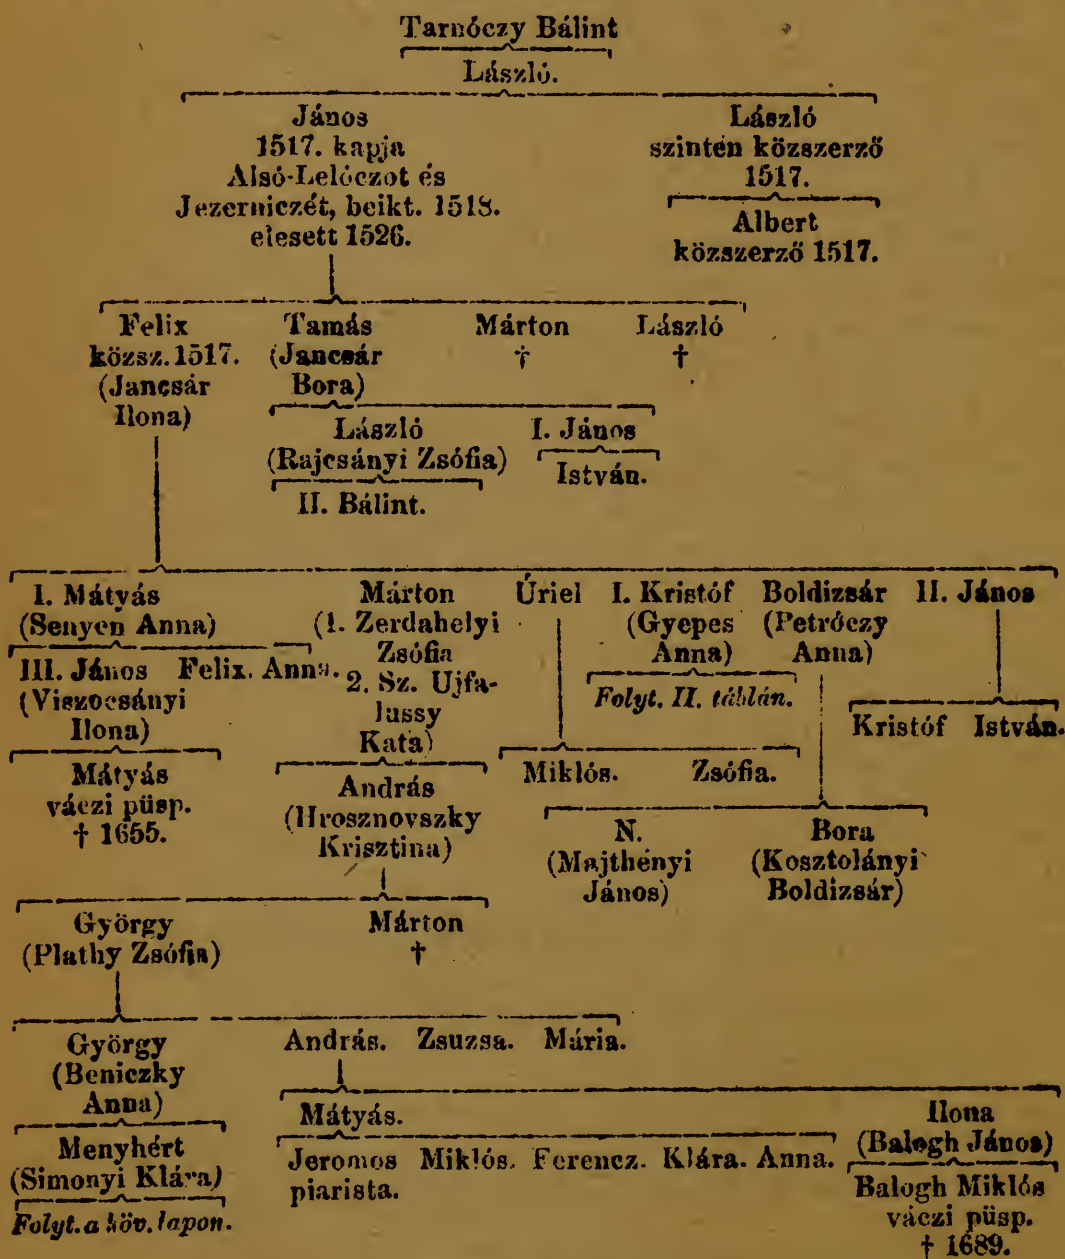 Tarnóczy Bálint
László.
János László
1517. kapja szintén közszerző
Alsó-Lelóczot és 1517.
Jezerniczét, beikt. 1518. Albert
elesett 1526. közszerző 1517.
Felix Tamás Márton László
közsz. 1517. (Jancsár † †
(Jancsár Bora)
Ilona)
László I. János
(Rajcsányi Zsófia) István.
II. Bálint.
I. Mátyás Márton Úriel I. Kristóf Boldizsár II. János
(Senyen Anna) (1. Zerdahelyi (Gyepes (Petróczy
Zsófia Anna) Anna)
III. János Felix. Anna. 2. Sz. Ujfa-
(Viszocsányi lussy Folyt. II. táblán.
Ilona) Kata) Kristóf István.
Mátyás Miklós. Zsófia.
váczi püsp. András
† 1655. (Hrosznovszky N. Bora
Krisztina) (Majthényi (Kosztolányi
János) Boldizsár)
György Márton
(Plathy Zsófia) †
György András. Zsuzsa. Mária.
(Beniczky
Anna)
Mátyás. Ilona
Menyhért (Balogh János)
(Simonyi Klára) Jeromos Miklós. Ferencz. Klára. Anna.
piarista. Balogh Miklós
Folyt. a köv. lapon. váczi püsp.
† 1689.